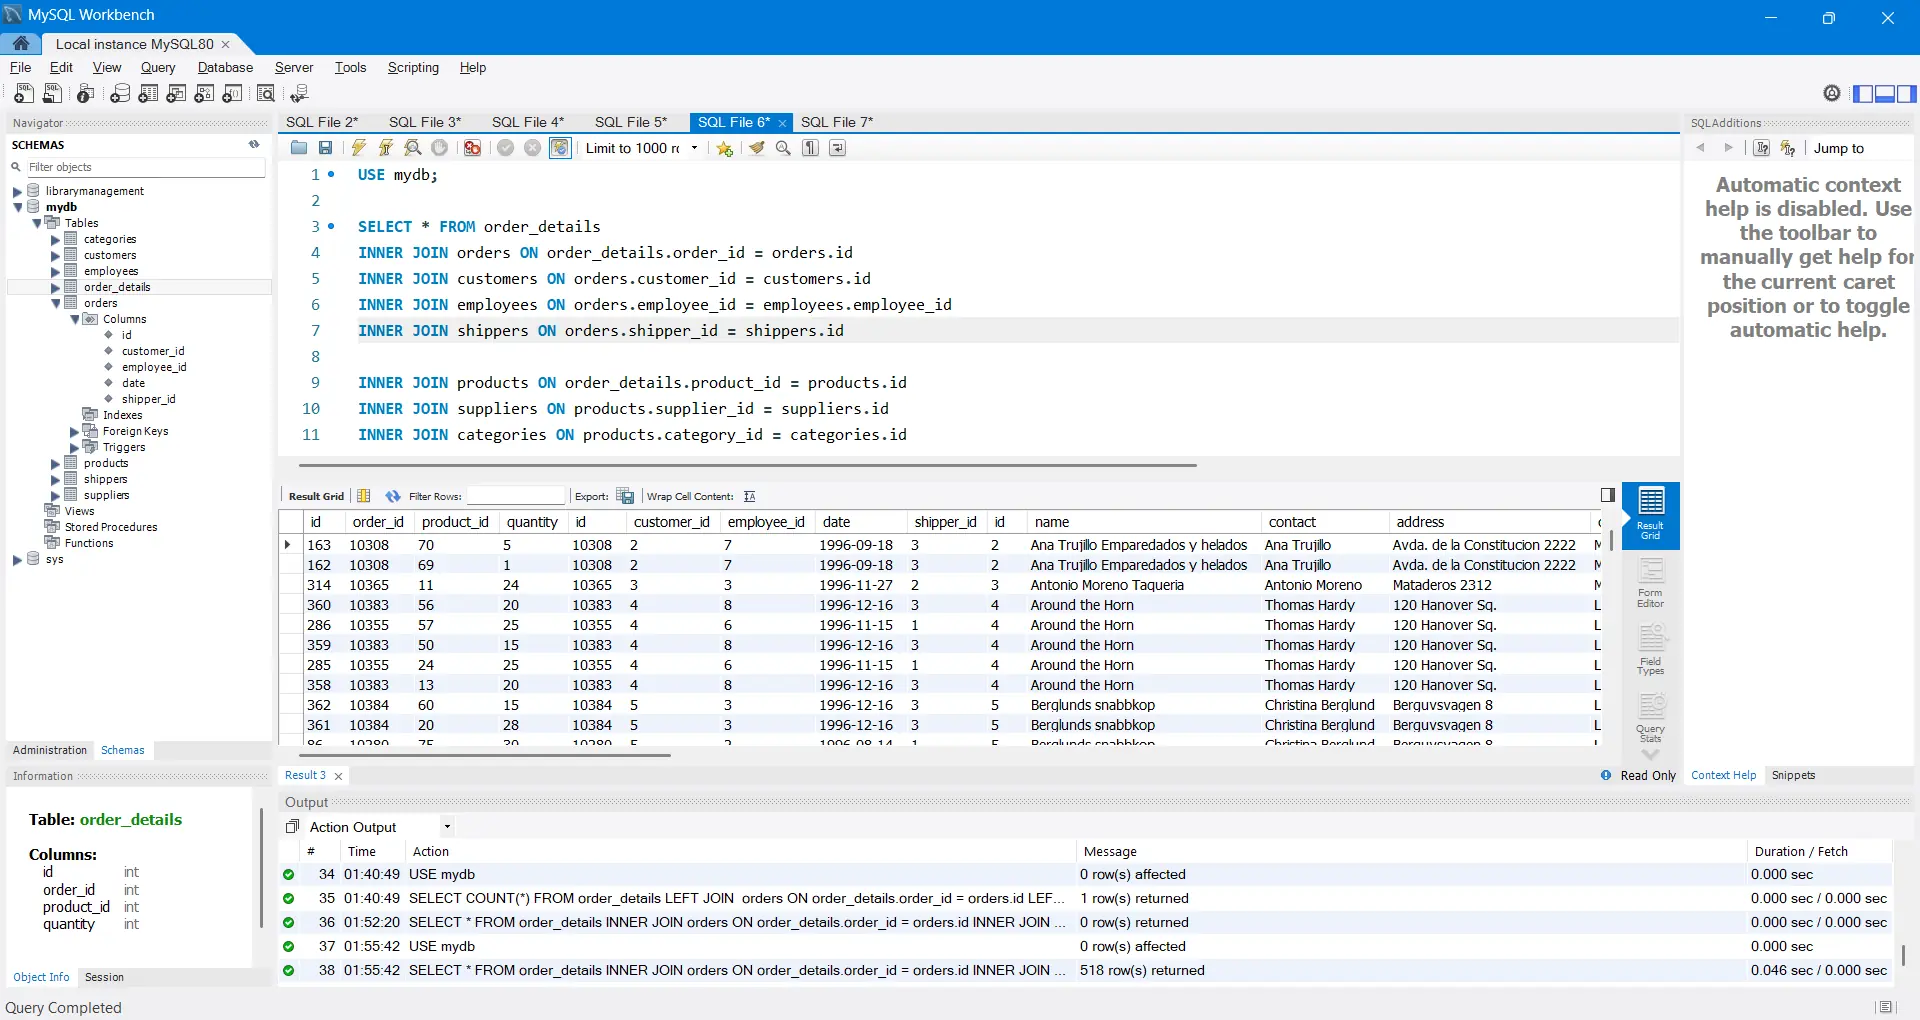 MySQL Workbench
Local instance MySQL80
File Edit View Query Database Server Tools Scripting Help
Navigator
SCHEMAS
Filter objects
librarymanagement
mydb
Tables
categories
customers
employees
order_details
orders
Columns
id
customer_id
employee_id
date
shipper_id
Indexes
Foreign Keys
Triggers
products
shippers
suppliers
Views
Stored Procedures
Functions
sys
Administration Schemas
Information
Table: order_details
Columns:
id int
order_id int
product_id int
quantity int
Object Info Session
SQL File 2* SQL File 3* SQL File 4* SQL File 5* SQL File 6* SQL File 7*
Limit to 1000 rc
1 USE mydb;
2
3 SELECT * FROM order_details
4 INNER JOIN orders ON order_details.order_id = orders.id
5 INNER JOIN customers ON orders.customer_id = customers.id
6 INNER JOIN employees ON orders.employee_id = employees.employee_id
7 INNER JOIN shippers ON orders.shipper_id = shippers.id
8
9 INNER JOIN products ON order_details.product_id = products.id
10 INNER JOIN suppliers ON products.supplier_id = suppliers.id
11 INNER JOIN categories ON products.category_id = categories.id
Result Grid Filter Rows: Export: Wrap Cell Content:
id order_id product_id quantity id customer_id employee_id date shipper_id id name contact address
163 10308 70 5 10308 2 7 1996-09-18 3 2 Ana Trujillo Emparedados y helados Ana Trujillo Avda. de la Constitucion 2222
162 10308 69 1 10308 2 7 1996-09-18 3 2 Ana Trujillo Emparedados y helados Ana Trujillo Avda. de la Constitucion 2222
314 10365 11 24 10365 3 3 1996-11-27 2 3 Antonio Moreno Taqueria Antonio Moreno Mataderos 2312
360 10383 56 20 10383 4 8 1996-12-16 3 4 Around the Horn Thomas Hardy 120 Hanover Sq. L
286 10355 57 25 10355 4 6 1996-11-15 1 4 Around the Horn Thomas Hardy 120 Hanover Sq. L
359 10383 50 15 10383 4 8 1996-12-16 3 4 Around the Horn Thomas Hardy 120 Hanover Sq. L
285 10355 24 25 10355 4 6 1996-11-15 1 4 Around the Horn Thomas Hardy 120 Hanover Sq. L
358 10383 13 20 10383 4 8 1996-12-16 3 4 Around the Horn Thomas Hardy 120 Hanover Sq. L
362 10384 60 15 10384 5 3 1996-12-16 3 5 Berglunds snabbkop Christina Berglund Berguvsvagen 8 L
361 10384 20 28 10384 5 3 1996-12-16 3 5 Berglunds snabbkop Christina Berglund Berguvsvagen 8 L
86 10280 75 30 10280 5 2 1996-08-14 1 5 Berglunds snabbkop Christina Berglund Berguvsvagen 8 L
Result Grid
Form Editor
Field Types
Query Stats
Result 3
Read Only
SQLAdditions
Jump to
Automatic context
help is disabled. Use
the toolbar to
manually get help for
the current caret
position or to toggle
automatic help.
Context Help Snippets
Output
Action Output
# Time Action Message Duration / Fetch
34 01:40:49 USE mydb 0 row(s) affected 0.000 sec
35 01:40:49 SELECT COUNT(*) FROM order_details LEFT JOIN orders ON order_details.order_id = orders.id LEF... 1 row(s) returned 0.000 sec / 0.000 sec
36 01:52:20 SELECT * FROM order_details INNER JOIN orders ON order_details.order_id = orders.id INNER JOIN ... 0 row(s) returned 0.000 sec / 0.000 sec
37 01:55:42 USE mydb 0 row(s) affected 0.000 sec
38 01:55:42 SELECT * FROM order_details INNER JOIN orders ON order_details.order_id = orders.id INNER JOIN ... 518 row(s) returned 0.046 sec / 0.000 sec
Query Completed